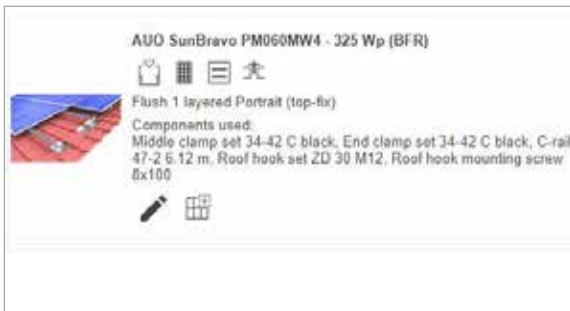 AUO SunBravo PM060MW4 - 325 Wp (BFR)
Flush 1 layered Portrait (top-fix)
Components used:
Middle clamp set 34-42 C black, End clamp set 34-42 C black, C-rail
47-2 6.12 m, Roof hook set ZD 30 M12, Roof hook mounting screw
8x100